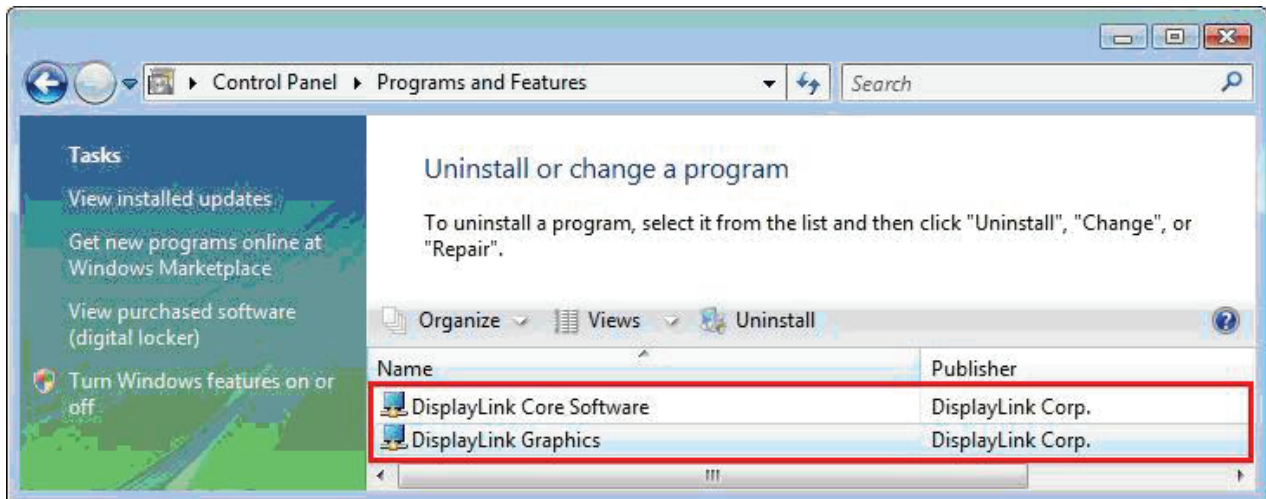 Control Panel Programs and Features Search
Tasks
View installed updates
Get new programs online at
Windows Marketplace
View purchased software
(digital locker)
Turn Windows features on or
off
Uninstall or change a program
To uninstall a program, select it from the list and then click "Uninstall", "Change", or
"Repair".
Organize Views Uninstall
Name Publisher
DisplayLink Core Software DisplayLink Corp.
DisplayLink Graphics DisplayLink Corp.